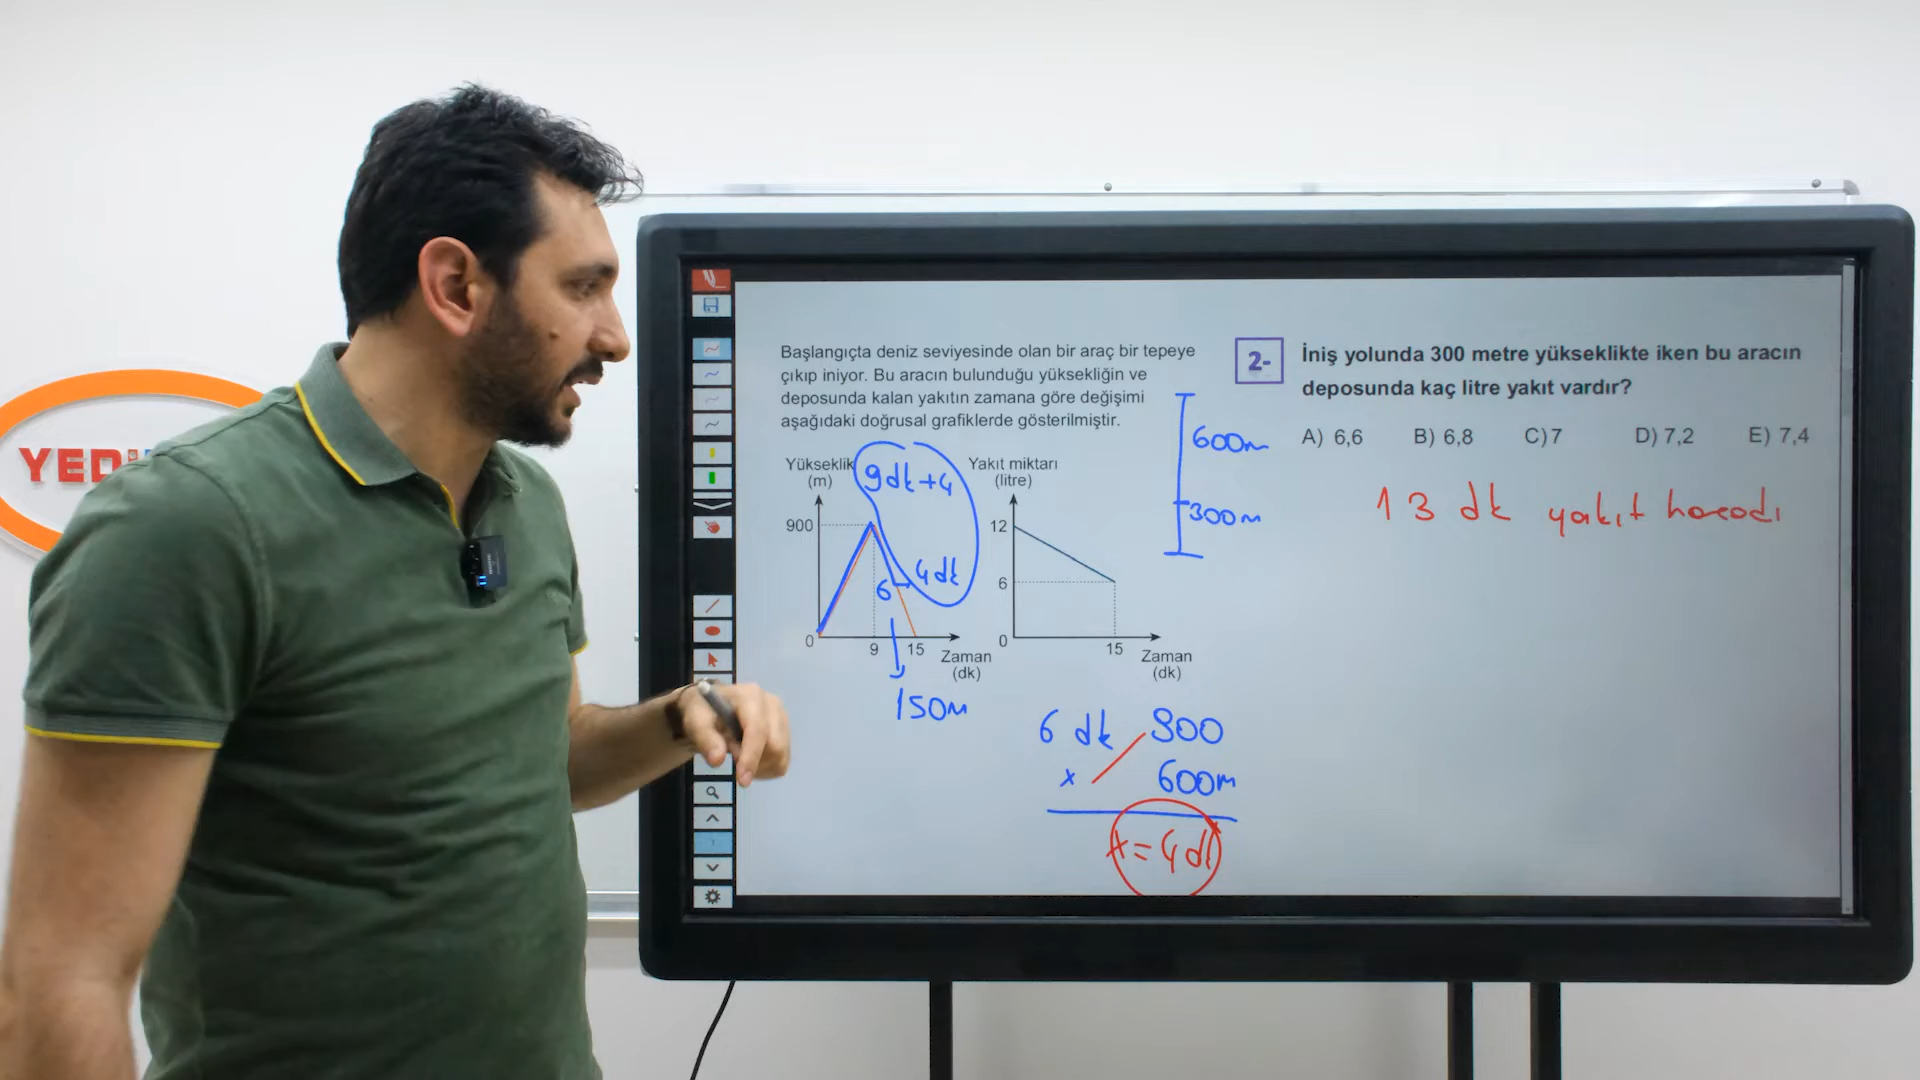 YEDİ
Başlangıçta deniz seviyesinde olan bir araç bir tepeye
çıkıp iniyor. Bu aracın bulunduğu yüksekliğin ve
deposunda kalan yakıtın zamana göre değişimi
aşağıdaki doğrusal grafiklerde gösterilmiştir.
Yükseklik
(m)
900
0
9
15
Zaman
(dk)
9dk+4
4dk
6
150m
Yakıt miktarı
(litre)
12
6
0
15
Zaman
(dk)
600m
300m
6 dk 900
x 600m
x=4dk
2-
İniş yolunda 300 metre yükseklikte iken bu aracın
deposunda kaç litre yakıt vardır?
A) 6,6 B) 6,8 C)7 D) 7,2 E) 7,4
13 dk yakıt harcadı